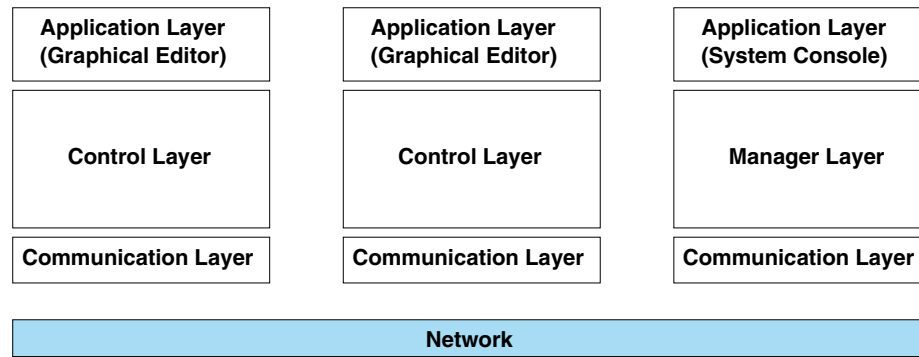 Application Layer
(Graphical Editor)
Application Layer
(Graphical Editor)
Application Layer
(System Console)
Control Layer
Control Layer
Manager Layer
Communication Layer
Communication Layer
Communication Layer
Network